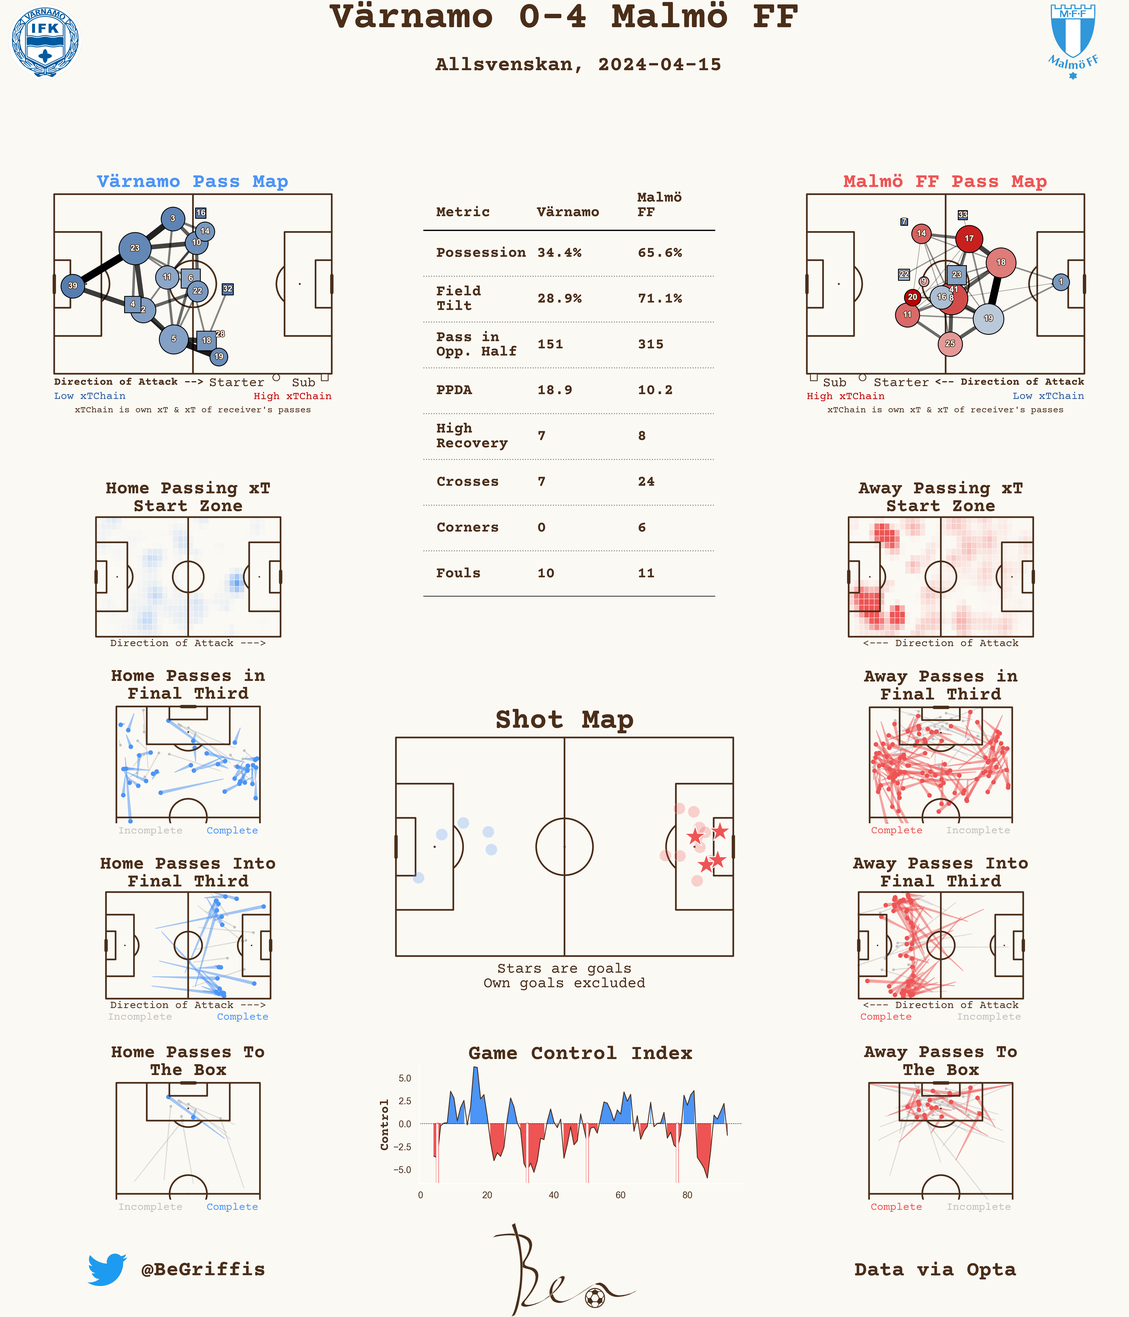 Värnamo 0-4 Malmö FF
Allsvenskan, 2024-04-15
IFK
VÄRNAMO
MFF
Malmö FF
Värnamo Pass Map
16
3
14
10
23
11
6
39
22
32
4
2
5
18
28
19
Direction of Attack --> Starter Sub
Low xTChain High xTChain
xTChain is own xT & xT of receiver's passes
Metric Värnamo Malmö FF
Possession 34.4% 65.6%
Field Tilt 28.9% 71.1%
Pass in Opp. Half 151 315
PPDA 18.9 10.2
High Recovery 7 8
Crosses 7 24
Corners 0 6
Fouls 10 11
Malmö FF Pass Map
33
7
14
17
18
22
23
1
41
20
16
8
11
19
25
Sub Starter <-- Direction of Attack
High xTChain Low xTChain
xTChain is own xT & xT of receiver's passes
Home Passing xT
Start Zone
Direction of Attack --->
Away Passing xT
Start Zone
<--- Direction of Attack
Home Passes in
Final Third
Incomplete Complete
Away Passes in
Final Third
Complete Incomplete
Shot Map
Stars are goals
Own goals excluded
Home Passes Into
Final Third
Direction of Attack --->
Incomplete Complete
Away Passes Into
Final Third
<--- Direction of Attack
Complete Incomplete
Home Passes To
The Box
Incomplete Complete
Game Control Index
Control
5.0
2.5
0.0
−2.5
−5.0
0 20 40 60 80
Away Passes To
The Box
Complete Incomplete
@BeGriffis
Ben
Data via Opta